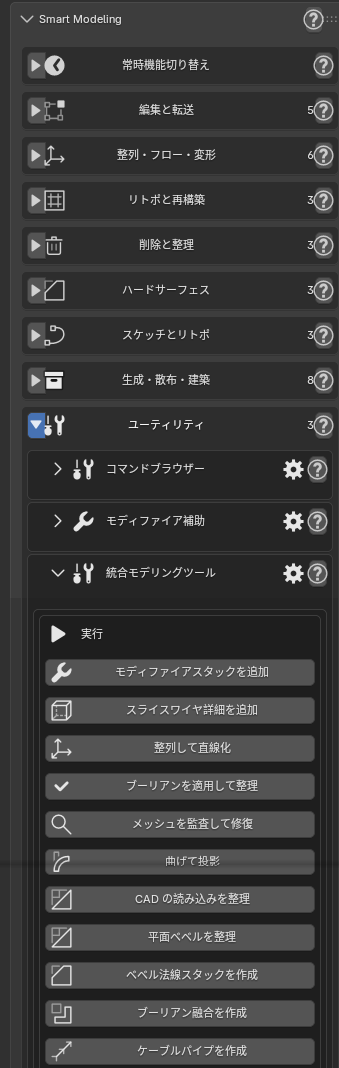 Smart Modeling
常時機能切り替え
編集と転送 5
整列・フロー・変形 6
リトポと再構築 3
削除と整理 3
ハードサーフェス 3
スケッチとリトポ 3
生成・散布・建築 8
ユーティリティ 3
コマンドブラウザー
モディファイア補助
統合モデリングツール
実行
モディファイアスタックを追加
スライスワイヤ詳細を追加
整列して直線化
ブーリアンを適用して整理
メッシュを監査して修復
曲げて投影
CAD の読み込みを整理
平面ベベルを整理
ベベル法線スタックを作成
ブーリアン融合を作成
ケーブルパイプを作成